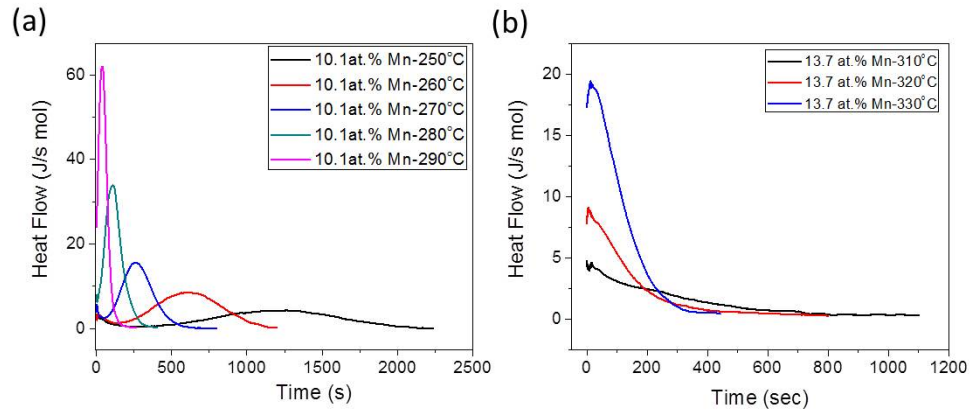 (a)
Heat Flow (J/s mol)
60
40
20
0
0 500 1000 1500 2000 2500
Time (s)
10.1at.% Mn-250°C
10.1at.% Mn-260°C
10.1at.% Mn-270°C
10.1at.% Mn-280°C
10.1at.% Mn-290°C
(b)
Heat Flow (J/s mol)
20
15
10
5
0
0 200 400 600 800 1000 1200
Time (sec)
13.7 at.% Mn-310°C
13.7 at.% Mn-320°C
13.7 at.% Mn-330°C